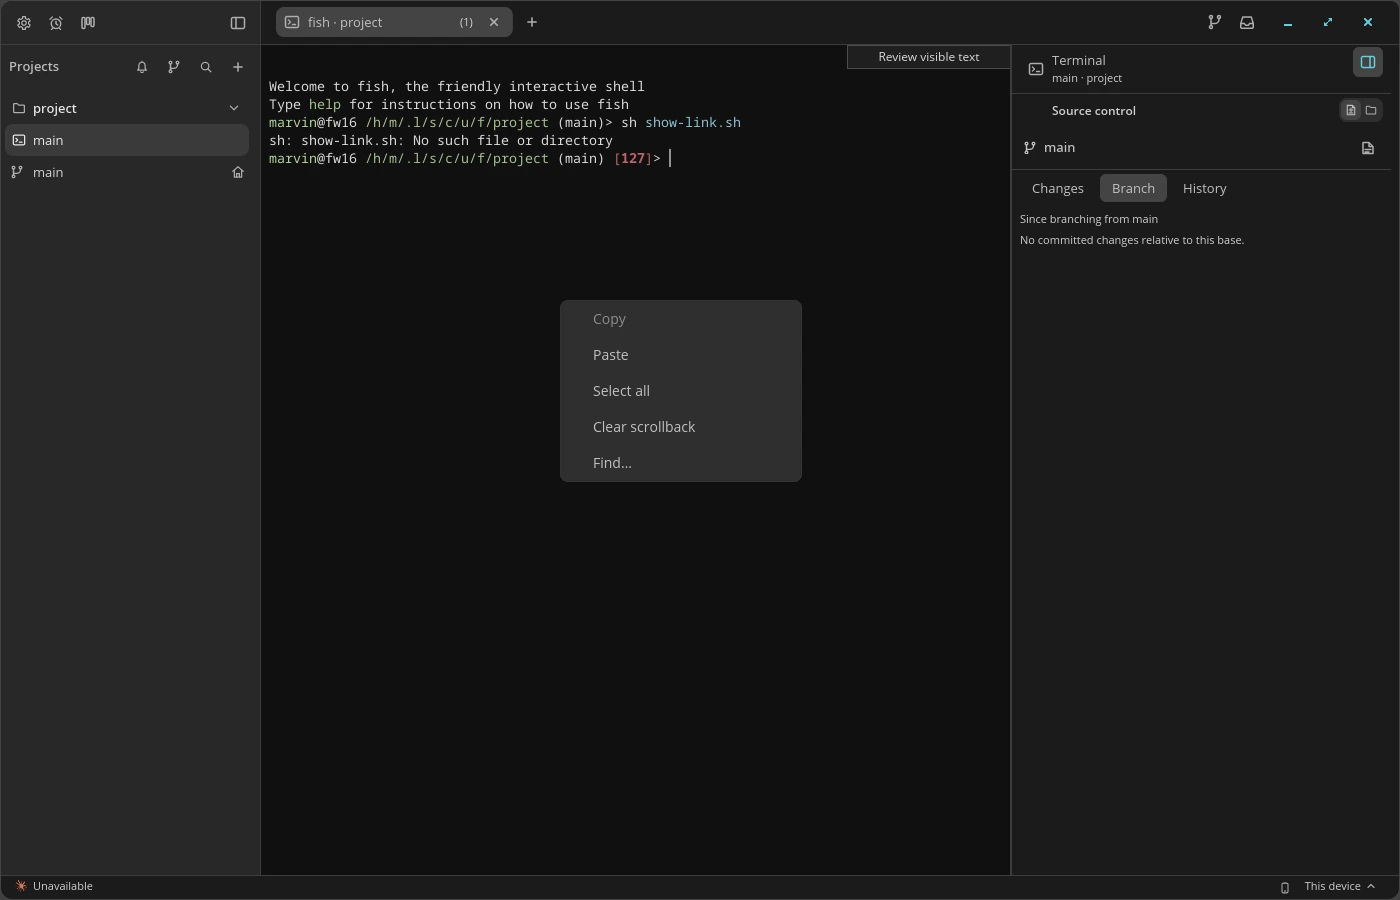 fish · project (1)
Projects
project
main
main
Review visible text
Welcome to fish, the friendly interactive shell
Type help for instructions on how to use fish
marvin@fw16 /h/m/.l/s/c/u/f/project (main)> sh show-link.sh
sh: show-link.sh: No such file or directory
marvin@fw16 /h/m/.l/s/c/u/f/project (main) [127]>
Copy
Paste
Select all
Clear scrollback
Find...
Terminal
main · project
Source control
main
Changes Branch History
Since branching from main
No committed changes relative to this base.
Unavailable
This device